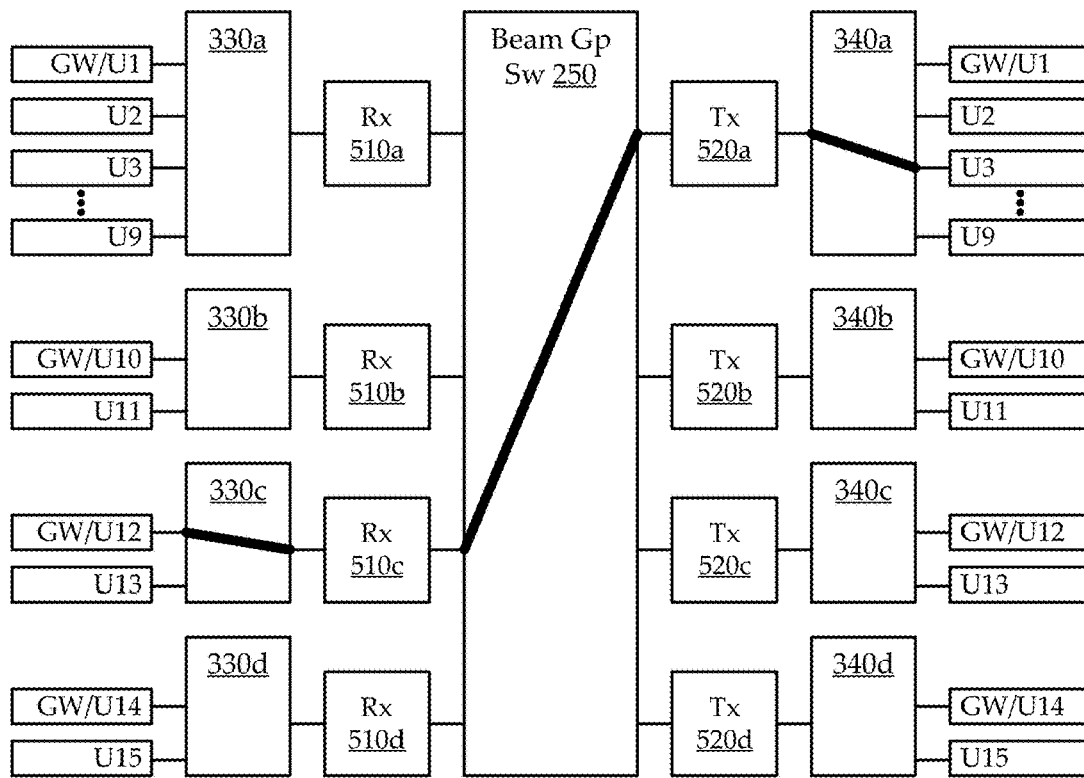 330a
Beam Gp
Sw 250
340a
GW/U1
GW/U1
U2
Rx
510a
Tx
520a
U2
U3
U3
U9
U9
330b
340b
GW/U10
Rx
510b
Tx
520b
GW/U10
U11
U11
330c
340c
GW/U12
Rx
510c
Tx
520c
GW/U12
U13
U13
330d
340d
GW/U14
Rx
510d
Tx
520d
GW/U14
U15
U15